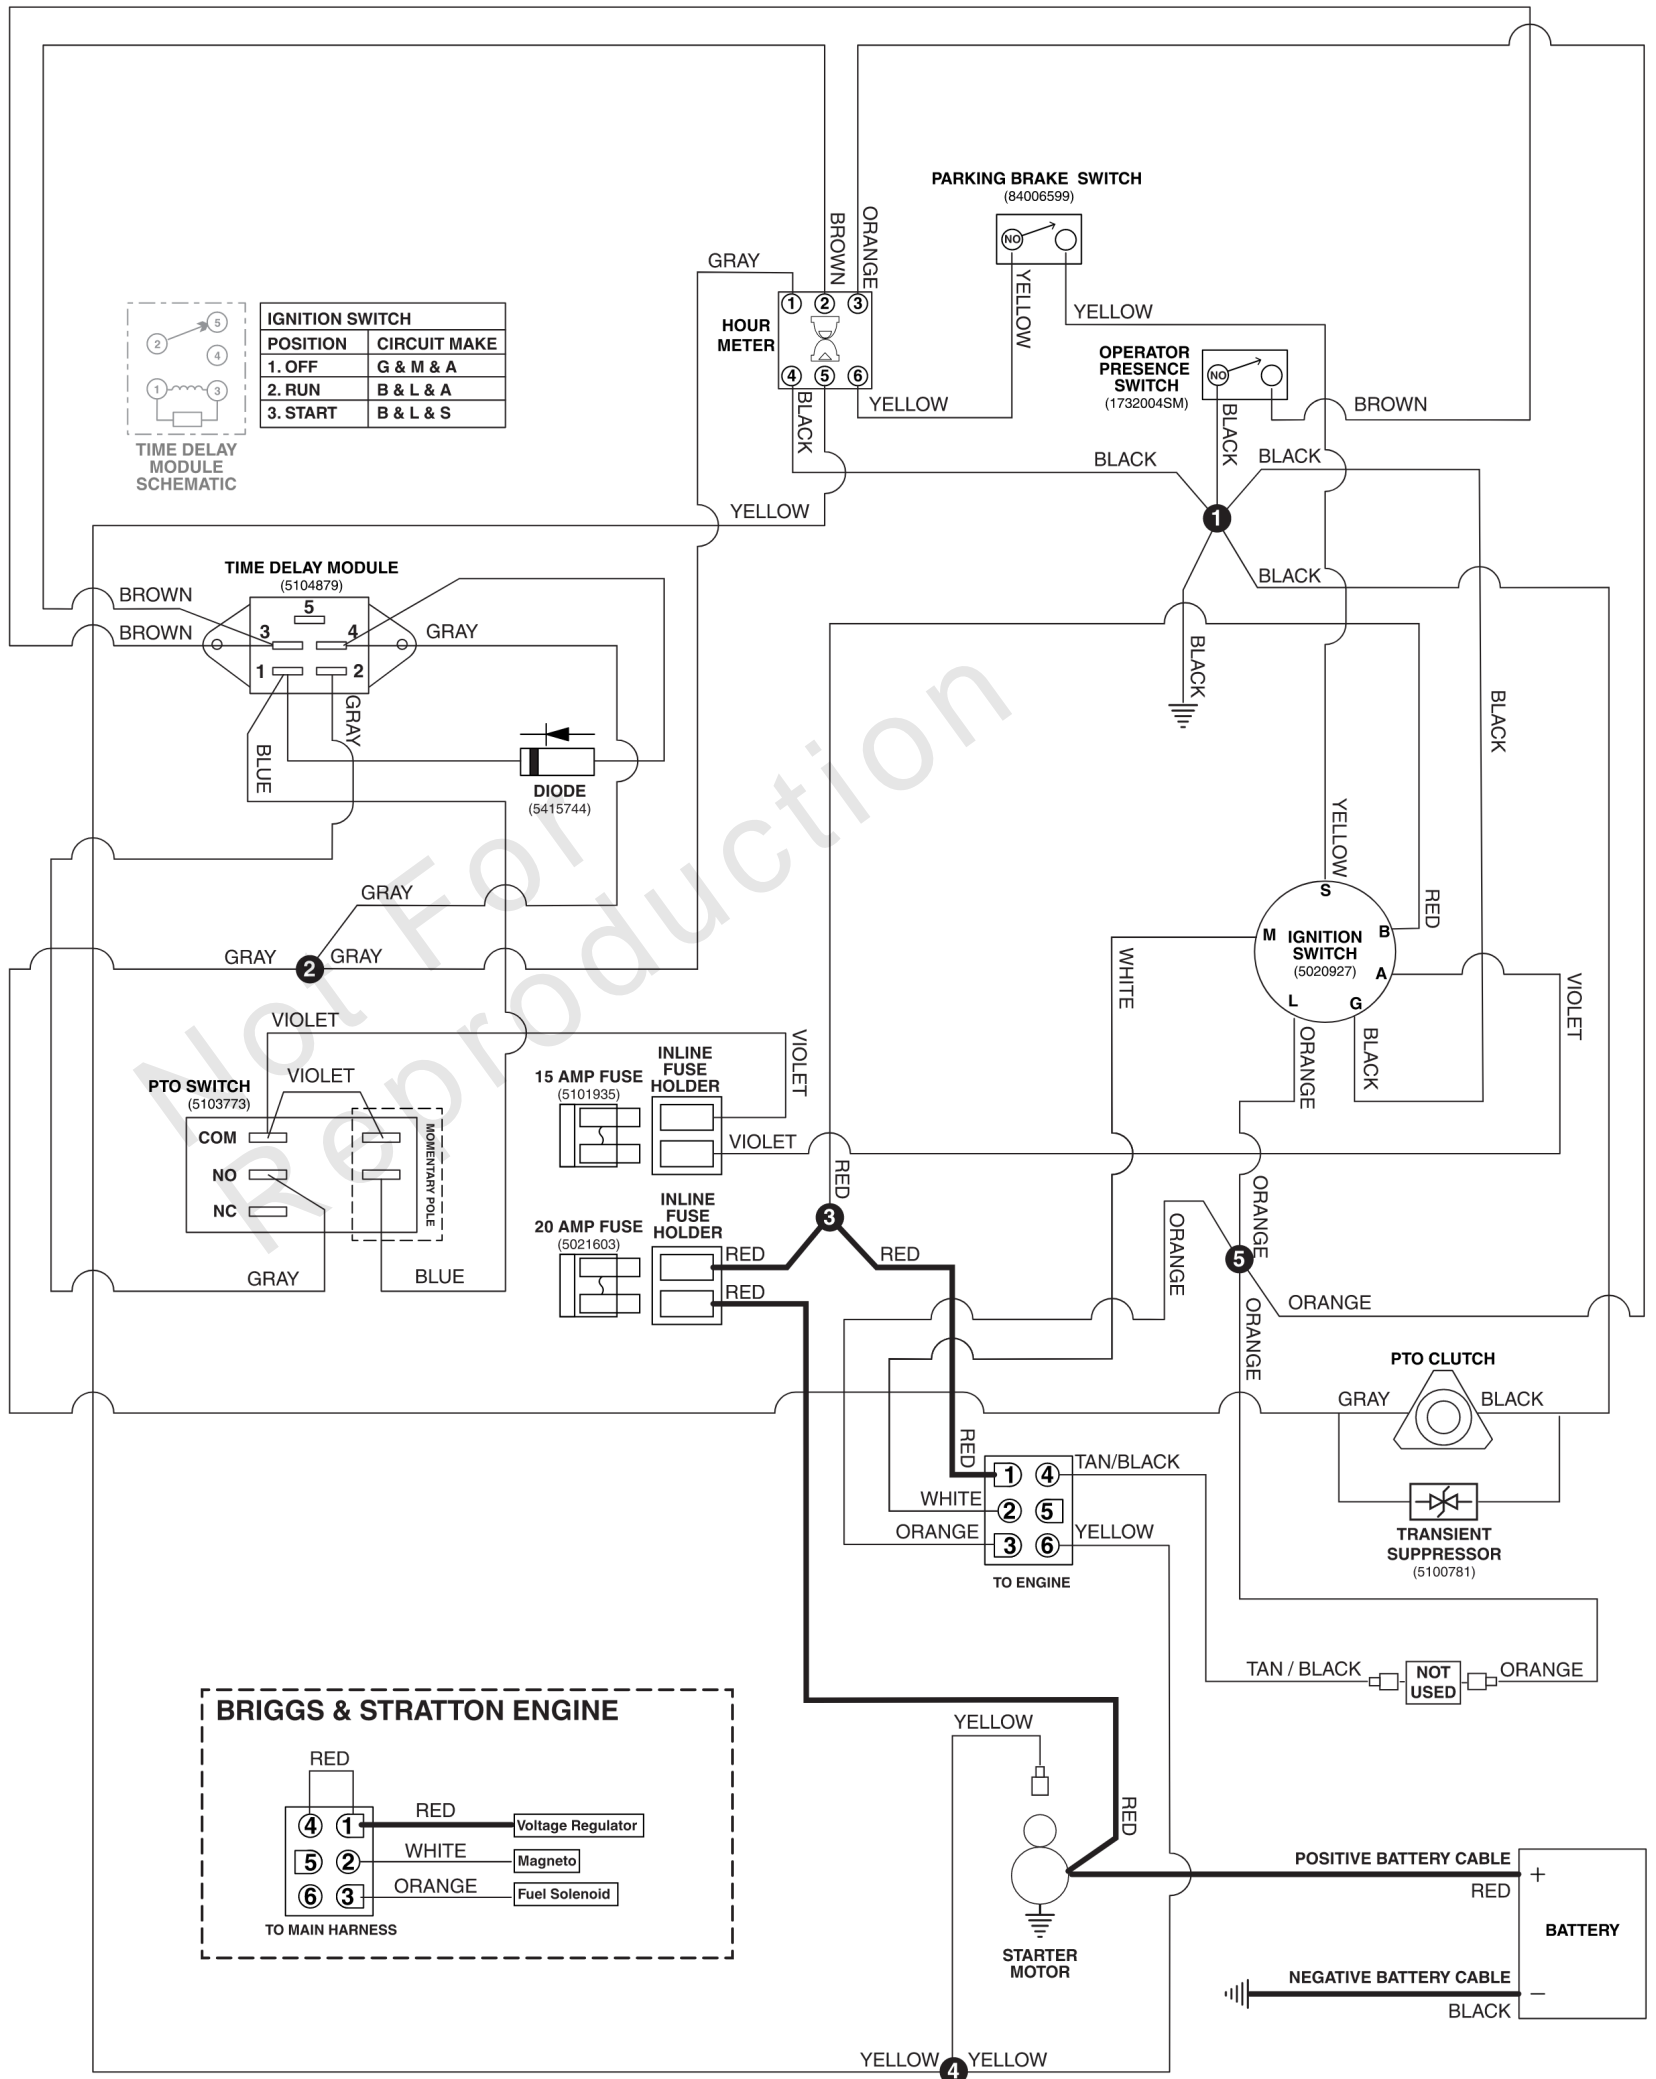 PARKING BRAKE SWITCH
(84006599)
NO
YELLOW
YELLOW
BROWN
ORANGE
GRAY
1 2 3
HOUR
METER
4 5 6
BLACK
YELLOW
OPERATOR
PRESENCE
SWITCH
(1732004SM)
NO
BLACK
BROWN
BLACK
BLACK
1
BLACK
BLACK
BLACK
YELLOW
5
2
4
1
3
TIME DELAY
MODULE
SCHEMATIC
IGNITION SWITCH
POSITION CIRCUIT MAKE
1. OFF G & M & A
2. RUN B & L & A
3. START B & L & S
TIME DELAY MODULE
(5104879)
BROWN
BROWN
5
3 4
1 2
GRAY
GRAY
BLUE
DIODE
(5415744)
GRAY
GRAY
2
GRAY
Not For
Reproduction
YELLOW
RED
S
M
B
A
L
G
IGNITION
SWITCH
(5020927)
WHITE
VIOLET
ORANGE
BLACK
VIOLET
VIOLET
VIOLET
PTO SWITCH
(5103773)
COM
NO
NC
MOMENTARY POLE
GRAY
BLUE
15 AMP FUSE
(5101935)
INLINE
FUSE
HOLDER
VIOLET
20 AMP FUSE
(5021603)
INLINE
FUSE
HOLDER
RED
RED
RED
3
RED
ORANGE
ORANGE
5
ORANGE
ORANGE
PTO CLUTCH
GRAY
BLACK
TRANSIENT
SUPPRESSOR
(5100781)
RED
WHITE
ORANGE
1 4
2 5
3 6
TAN/BLACK
YELLOW
TO ENGINE
TAN / BLACK
NOT
USED
ORANGE
BRIGGS & STRATTON ENGINE
RED
4 1
5 2
6 3
RED
Voltage Regulator
WHITE
Magneto
ORANGE
Fuel Solenoid
TO MAIN HARNESS
YELLOW
RED
STARTER
MOTOR
POSITIVE BATTERY CABLE
RED
+
BATTERY
NEGATIVE BATTERY CABLE
BLACK
−
YELLOW
4
YELLOW